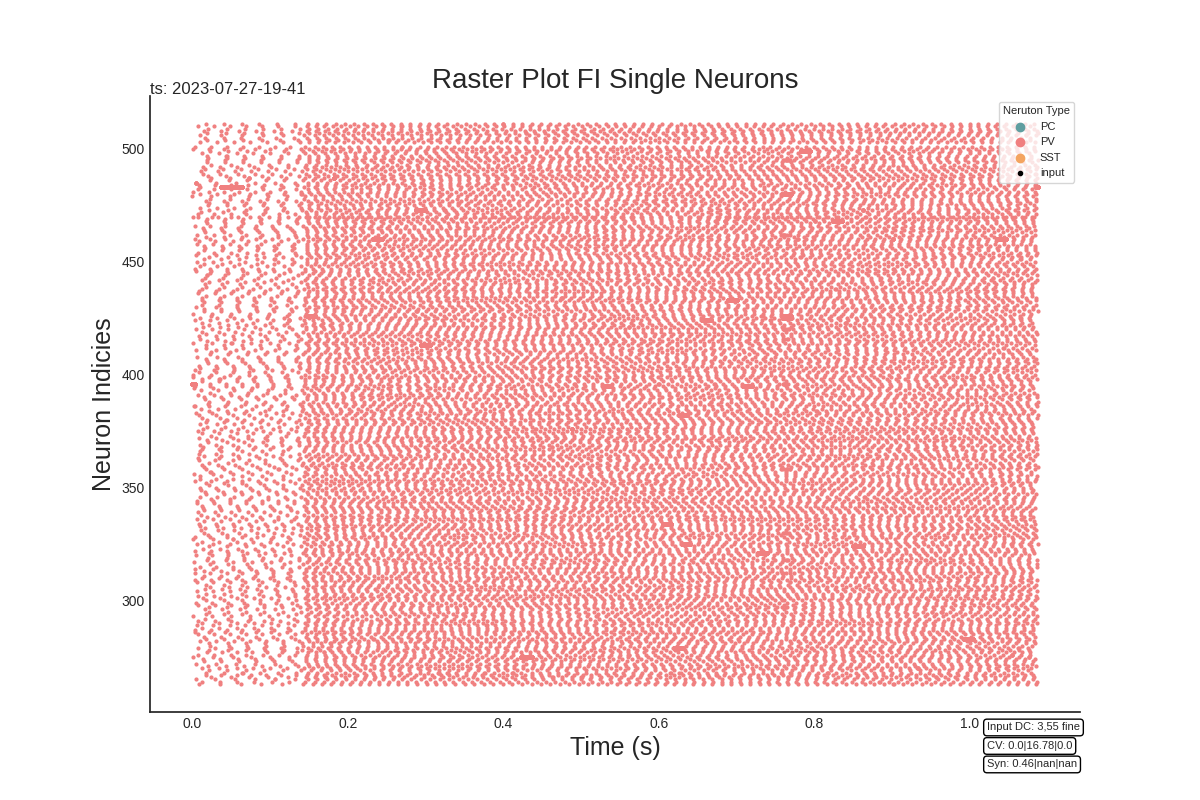 Raster Plot FI Single Neurons
ts: 2023-07-27-19-41
Neruton Type
PC
PV
SST
input
500
450
400
350
300
Neuron Indicies
0.0
0.2
0.4
0.6
0.8
1.0
Time (s)
Input DC: 3,55 fine
CV: 0.0|16.78|0.0
Syn: 0.46|nan|nan